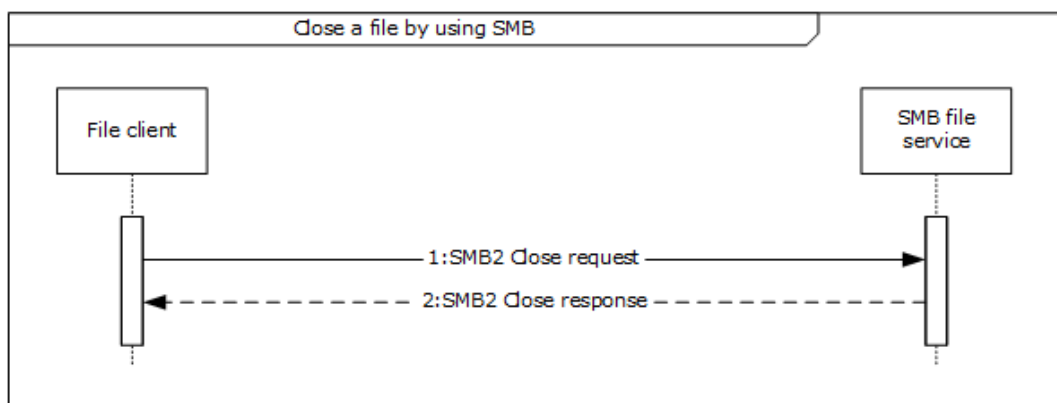 Close a file by using SMB
File client
SMB file
service
1:SMB2 Close request
2:SMB2 Close response